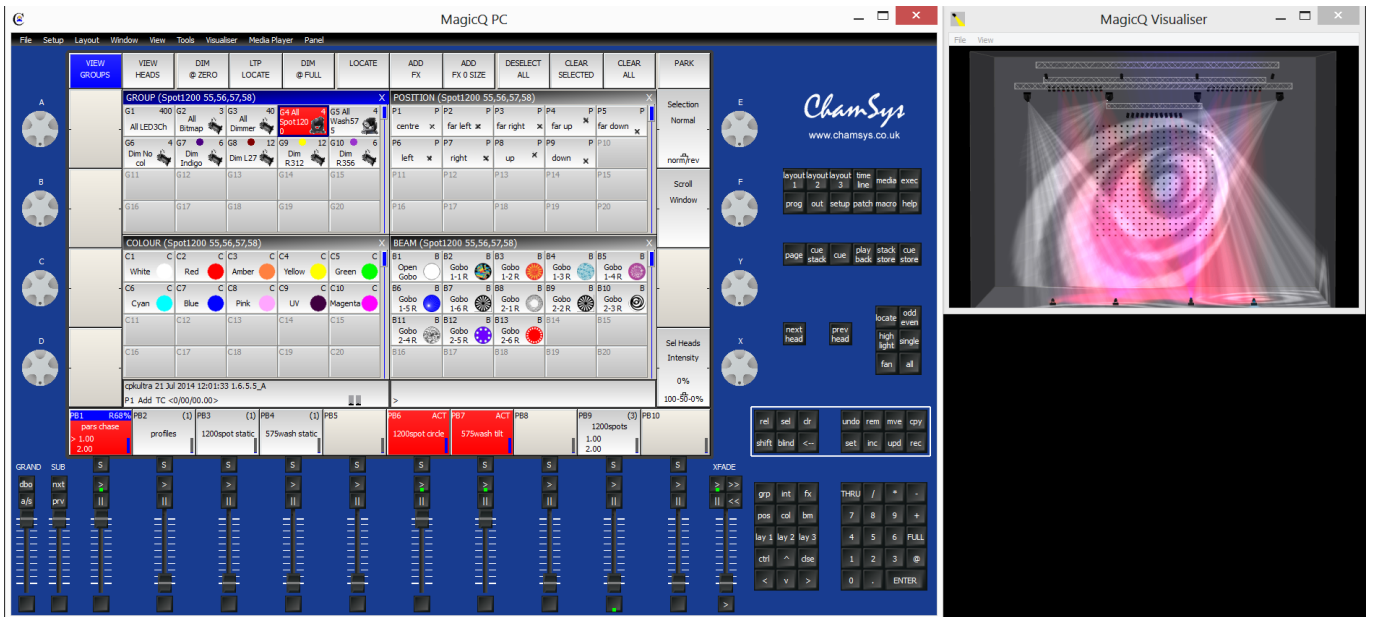 MagicQ PC
File Setup Layout Window View Tools Visualiser Media Player Panel
VIEW GROUPS
VIEW HEADS
DIM @ ZERO
LTP LOCATE
DIM @ FULL
LOCATE
ADD FX
ADD FX 0 SIZE
DESELECT ALL
CLEAR SELECTED
CLEAR ALL
PARK
GROUP (Spot1200 55,56,57,58) X
G1 400 All LED3Ch
G2 3 All Bitmap
G3 40 All Dimmer
G4 All 4 Spot120 0
G5 All 4 Wash57 5
G6 4 Dim No col
G7 6 Dim Indigo
G8 12 Dim L27
G9 12 Dim R312
G10 6 Dim R356
G11 G12 G13 G14 G15
G16 G17 G18 G19 G20
POSITION (Spot1200 55,56,57,58) X
P1 P centre
P2 P far left
P3 P far right
P4 P far up
P5 P far down
P6 P left
P7 P right
P8 P up
P9 P down
P10
P11 P12 P13 P14 P15
P16 P17 P18 P19 P20
COLOUR (Spot1200 55,56,57,58) X
C1 C White
C2 C Red
C3 C Amber
C4 C Yellow
C5 C Green
C6 C Cyan
C7 C Blue
C8 C Pink
C9 C UV
C10 C Magenta
C11 C12 C13 C14 C15
C16 C17 C18 C19 C20
BEAM (Spot1200 55,56,57,58) X
B1 B Open Gobo
B2 B Gobo 1-1 R
B3 B Gobo 1-2 R
B4 B Gobo 1-3 R
B5 B Gobo 1-4 R
B6 B Gobo 1-5 R
B7 B Gobo 1-6 R
B8 B Gobo 2-1 R
B9 B Gobo 2-2 R
B10 B Gobo 2-3 R
B11 B Gobo 2-4 R
B12 B Gobo 2-5 R
B13 B Gobo 2-6 R
B14 B15
B16 B17 B18 B19 B20
Selection
Normal
norm/rev
Scroll
Window
Sel Heads
Intensity
0%
100-50-0%
cpkultra 21 Jul 2014 12:01:33 1.6.5.5_A
P1 Add TC <0/00/00.00>
>
PB1 R68% pars chase > 1.00 2.00
PB2 (1) profiles
PB3 (1) 1200spot static
PB4 (1) 575wash static
PB5
PB6 ACT 1200spot circle
PB7 ACT 575wash tilt
PB8
PB9 (3) 1200spots 1.00 2.00
PB10
A
B
C
D
E
F
Y
X
GRAND SUB
dbo nxt
a/s prv
S S S S S S S S S S
> > > > > > > > > >
|| || || || || || || || || ||
XFADE
> >>
|| <<
>
ChamSys
www.chamsys.co.uk
layout 1 layout 2 layout 3 time line media exec
prog out setup patch macro help
page cue stack cue play back stack store cue store
next head
prev head
locate odd even
high light single
fan all
rel sel clr
shift blind <--
undo rem mve cpy
set inc upd rec
grp int fx
pos col bm
lay 1 lay 2 lay 3
ctrl ^ close
< v >
THRU / * -
7 8 9 +
4 5 6 FULL
1 2 3 @
0 . ENTER
MagicQ Visualiser
File View